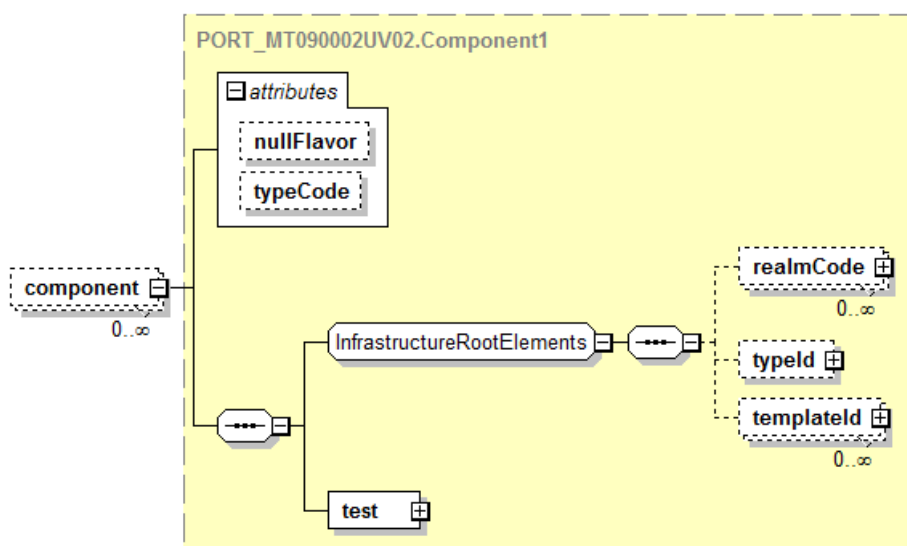 PORT_MT090002UV02.Component1
attributes
nullFlavor
typeCode
component
0..∞
InfrastructureRootElements
realmCode
0..∞
typeId
templateId
0..∞
test